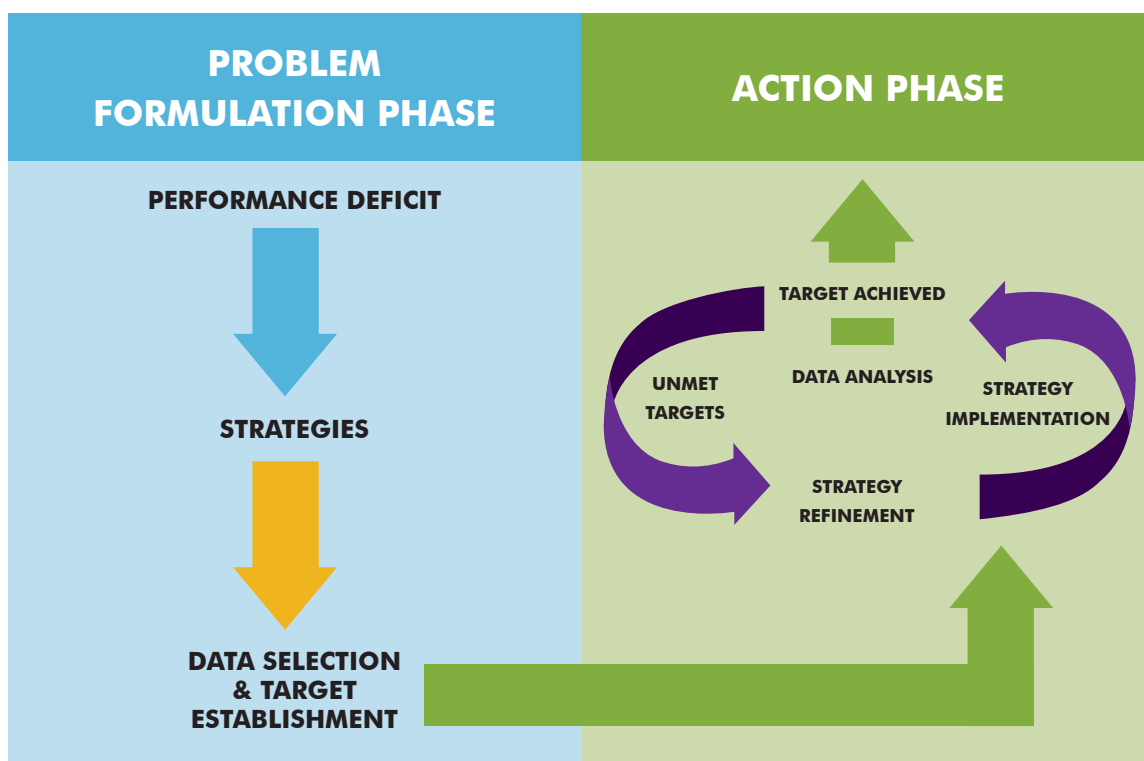 PROBLEM
FORMULATION PHASE
ACTION PHASE
PERFORMANCE DEFICIT
STRATEGIES
DATA SELECTION
& TARGET
ESTABLISHMENT
TARGET ACHIEVED
DATA ANALYSIS
UNMET
TARGETS
STRATEGY
IMPLEMENTATION
STRATEGY
REFINEMENT